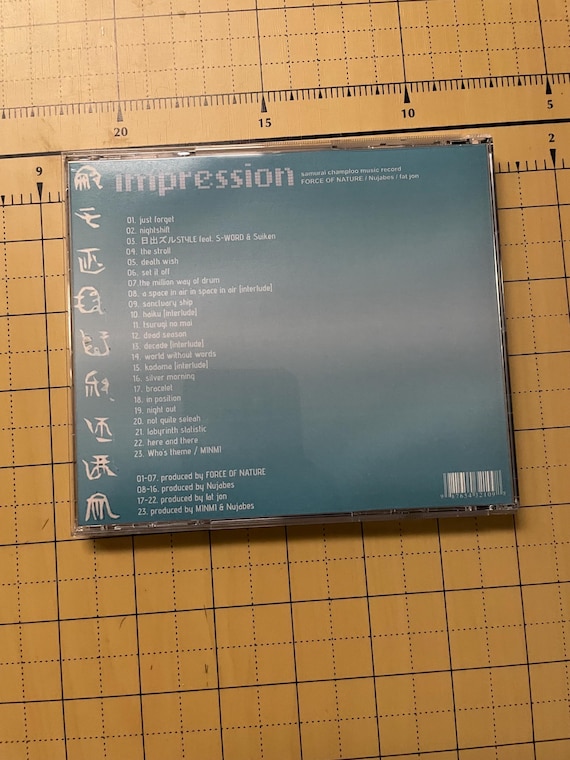 20
15
10
5
9
2
impression
samurai champloo music record
FORCE OF NATURE / Nujabes / fat jon
01. just forget
02. nightshift
03. 日出ズルSTYLE feat. S-WORD & Suiken
04. the stroll
05. death wish
06. set it off
07 the million way of drum
08. a space in air in space in air [interlude]
09. sanctuary ship
10. haiku [interlude]
11. tsurugi no mai
12. dead season
13. decade [interlude]
14. world without words
15. kodama [interlude]
16. silver morning
17. bracelet
18. in position
19. night out
20. not quite seleah
21. labyrinth statistic
22. here and there
23. Who's theme / MINMI
01-07. produced by FORCE OF NATURE
08-16. produced by Nujabes
17-22. produced by fat jon
23. produced by MINMI & Nujabes